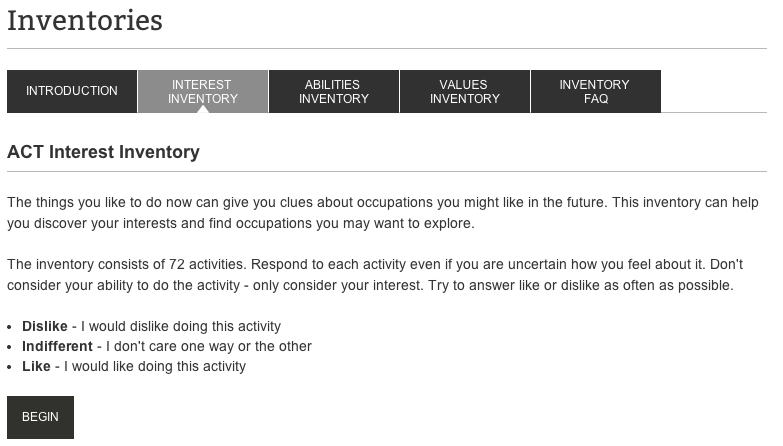 Inventories
INTRODUCTION
INTEREST
INVENTORY
ABILITIES
INVENTORY
VALUES
INVENTORY
INVENTORY
FAQ
ACT Interest Inventory
The things you like to do now can give you clues about occupations you might like in the future. This inventory can help
you discover your interests and find occupations you may want to explore.
The inventory consists of 72 activities. Respond to each activity even if you are uncertain how you feel about it. Don't
consider your ability to do the activity - only consider your interest. Try to answer like or dislike as often as possible.
• Dislike - I would dislike doing this activity
• Indifferent - I don't care one way or the other
• Like - I would like doing this activity
BEGIN